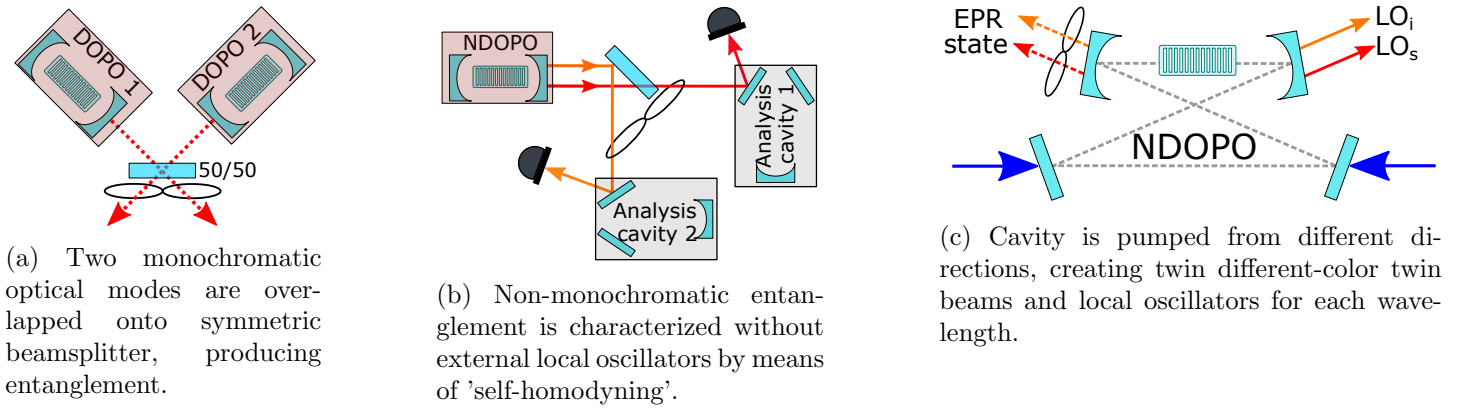 DOPO 1
DOPO 2
50/50
(a) Two monochromatic
optical modes are over-
lapped onto symmetric
beamsplitter, producing
entanglement.
NDOPO
Analysis
cavity 1
Analysis
cavity 2
(b) Non-monochromatic entan-
glement is characterized without
external local oscillators by means
of 'self-homodyning'.
EPR
state
LOi
LOs
NDOPO
(c) Cavity is pumped from different di-
rections, creating twin different-color twin
beams and local oscillators for each wave-
length.